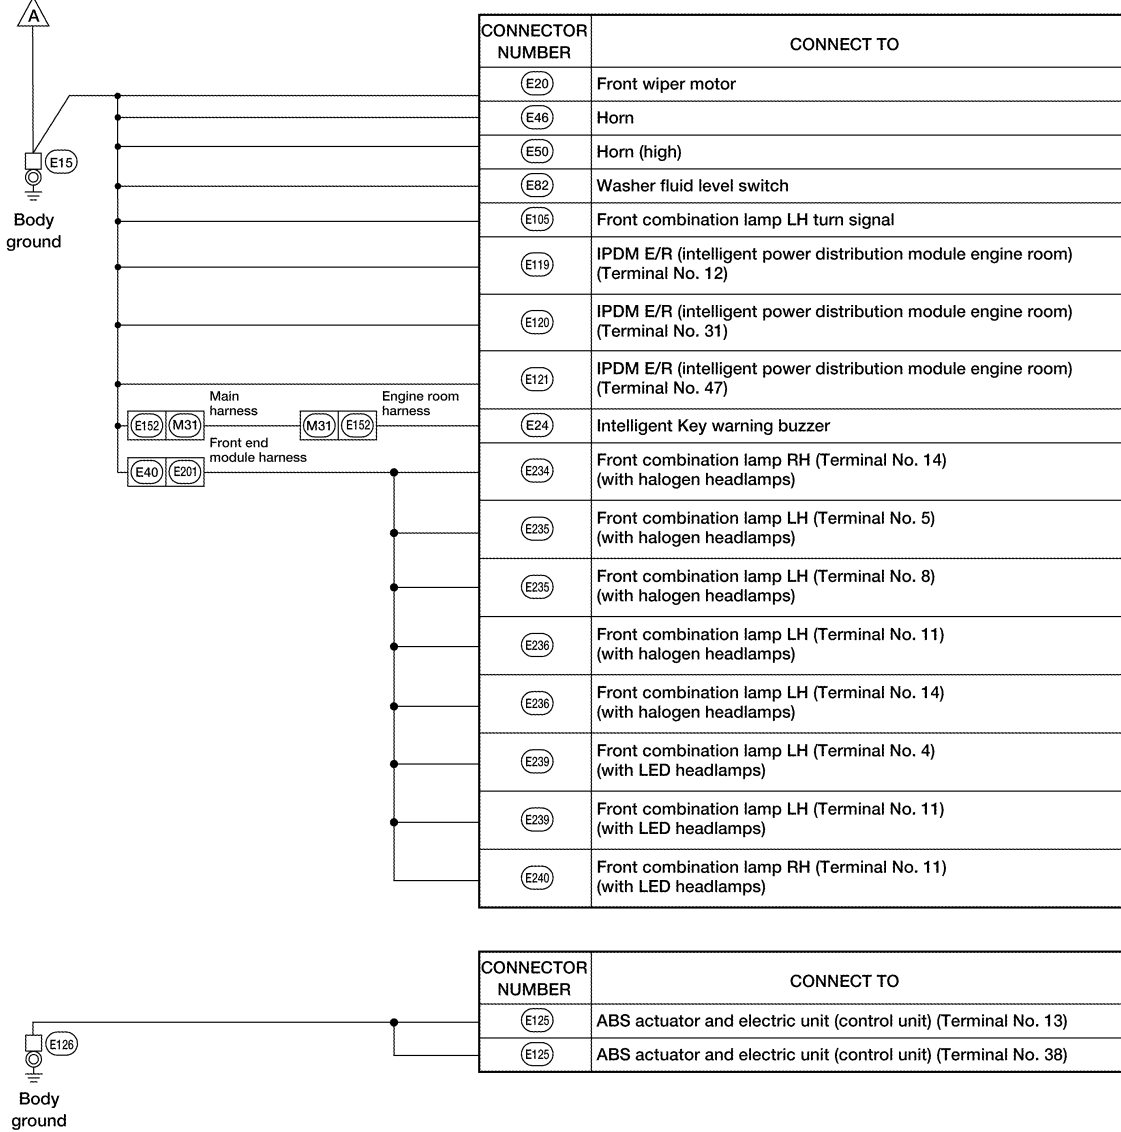 A
CONNECTOR
NUMBER
CONNECT TO
E20 Front wiper motor
E46 Horn
E50 Horn (high)
E15
E82 Washer fluid level switch
Body
ground
E105 Front combination lamp LH turn signal
E119 IPDM E/R (intelligent power distribution module engine room)
(Terminal No. 12)
E120 IPDM E/R (intelligent power distribution module engine room)
(Terminal No. 31)
E121 IPDM E/R (intelligent power distribution module engine room)
(Terminal No. 47)
Main
harness
Engine room
harness
E152 M31 M31 E152 E24 Intelligent Key warning buzzer
Front end
module harness
E40 E201
E234 Front combination lamp RH (Terminal No. 14)
(with halogen headlamps)
E235 Front combination lamp LH (Terminal No. 5)
(with halogen headlamps)
E235 Front combination lamp LH (Terminal No. 8)
(with halogen headlamps)
E236 Front combination lamp LH (Terminal No. 11)
(with halogen headlamps)
E236 Front combination lamp LH (Terminal No. 14)
(with halogen headlamps)
E239 Front combination lamp LH (Terminal No. 4)
(with LED headlamps)
E239 Front combination lamp LH (Terminal No. 11)
(with LED headlamps)
E240 Front combination lamp RH (Terminal No. 11)
(with LED headlamps)
CONNECTOR
NUMBER
CONNECT TO
E125 ABS actuator and electric unit (control unit) (Terminal No. 13)
E126
E125 ABS actuator and electric unit (control unit) (Terminal No. 38)
Body
ground